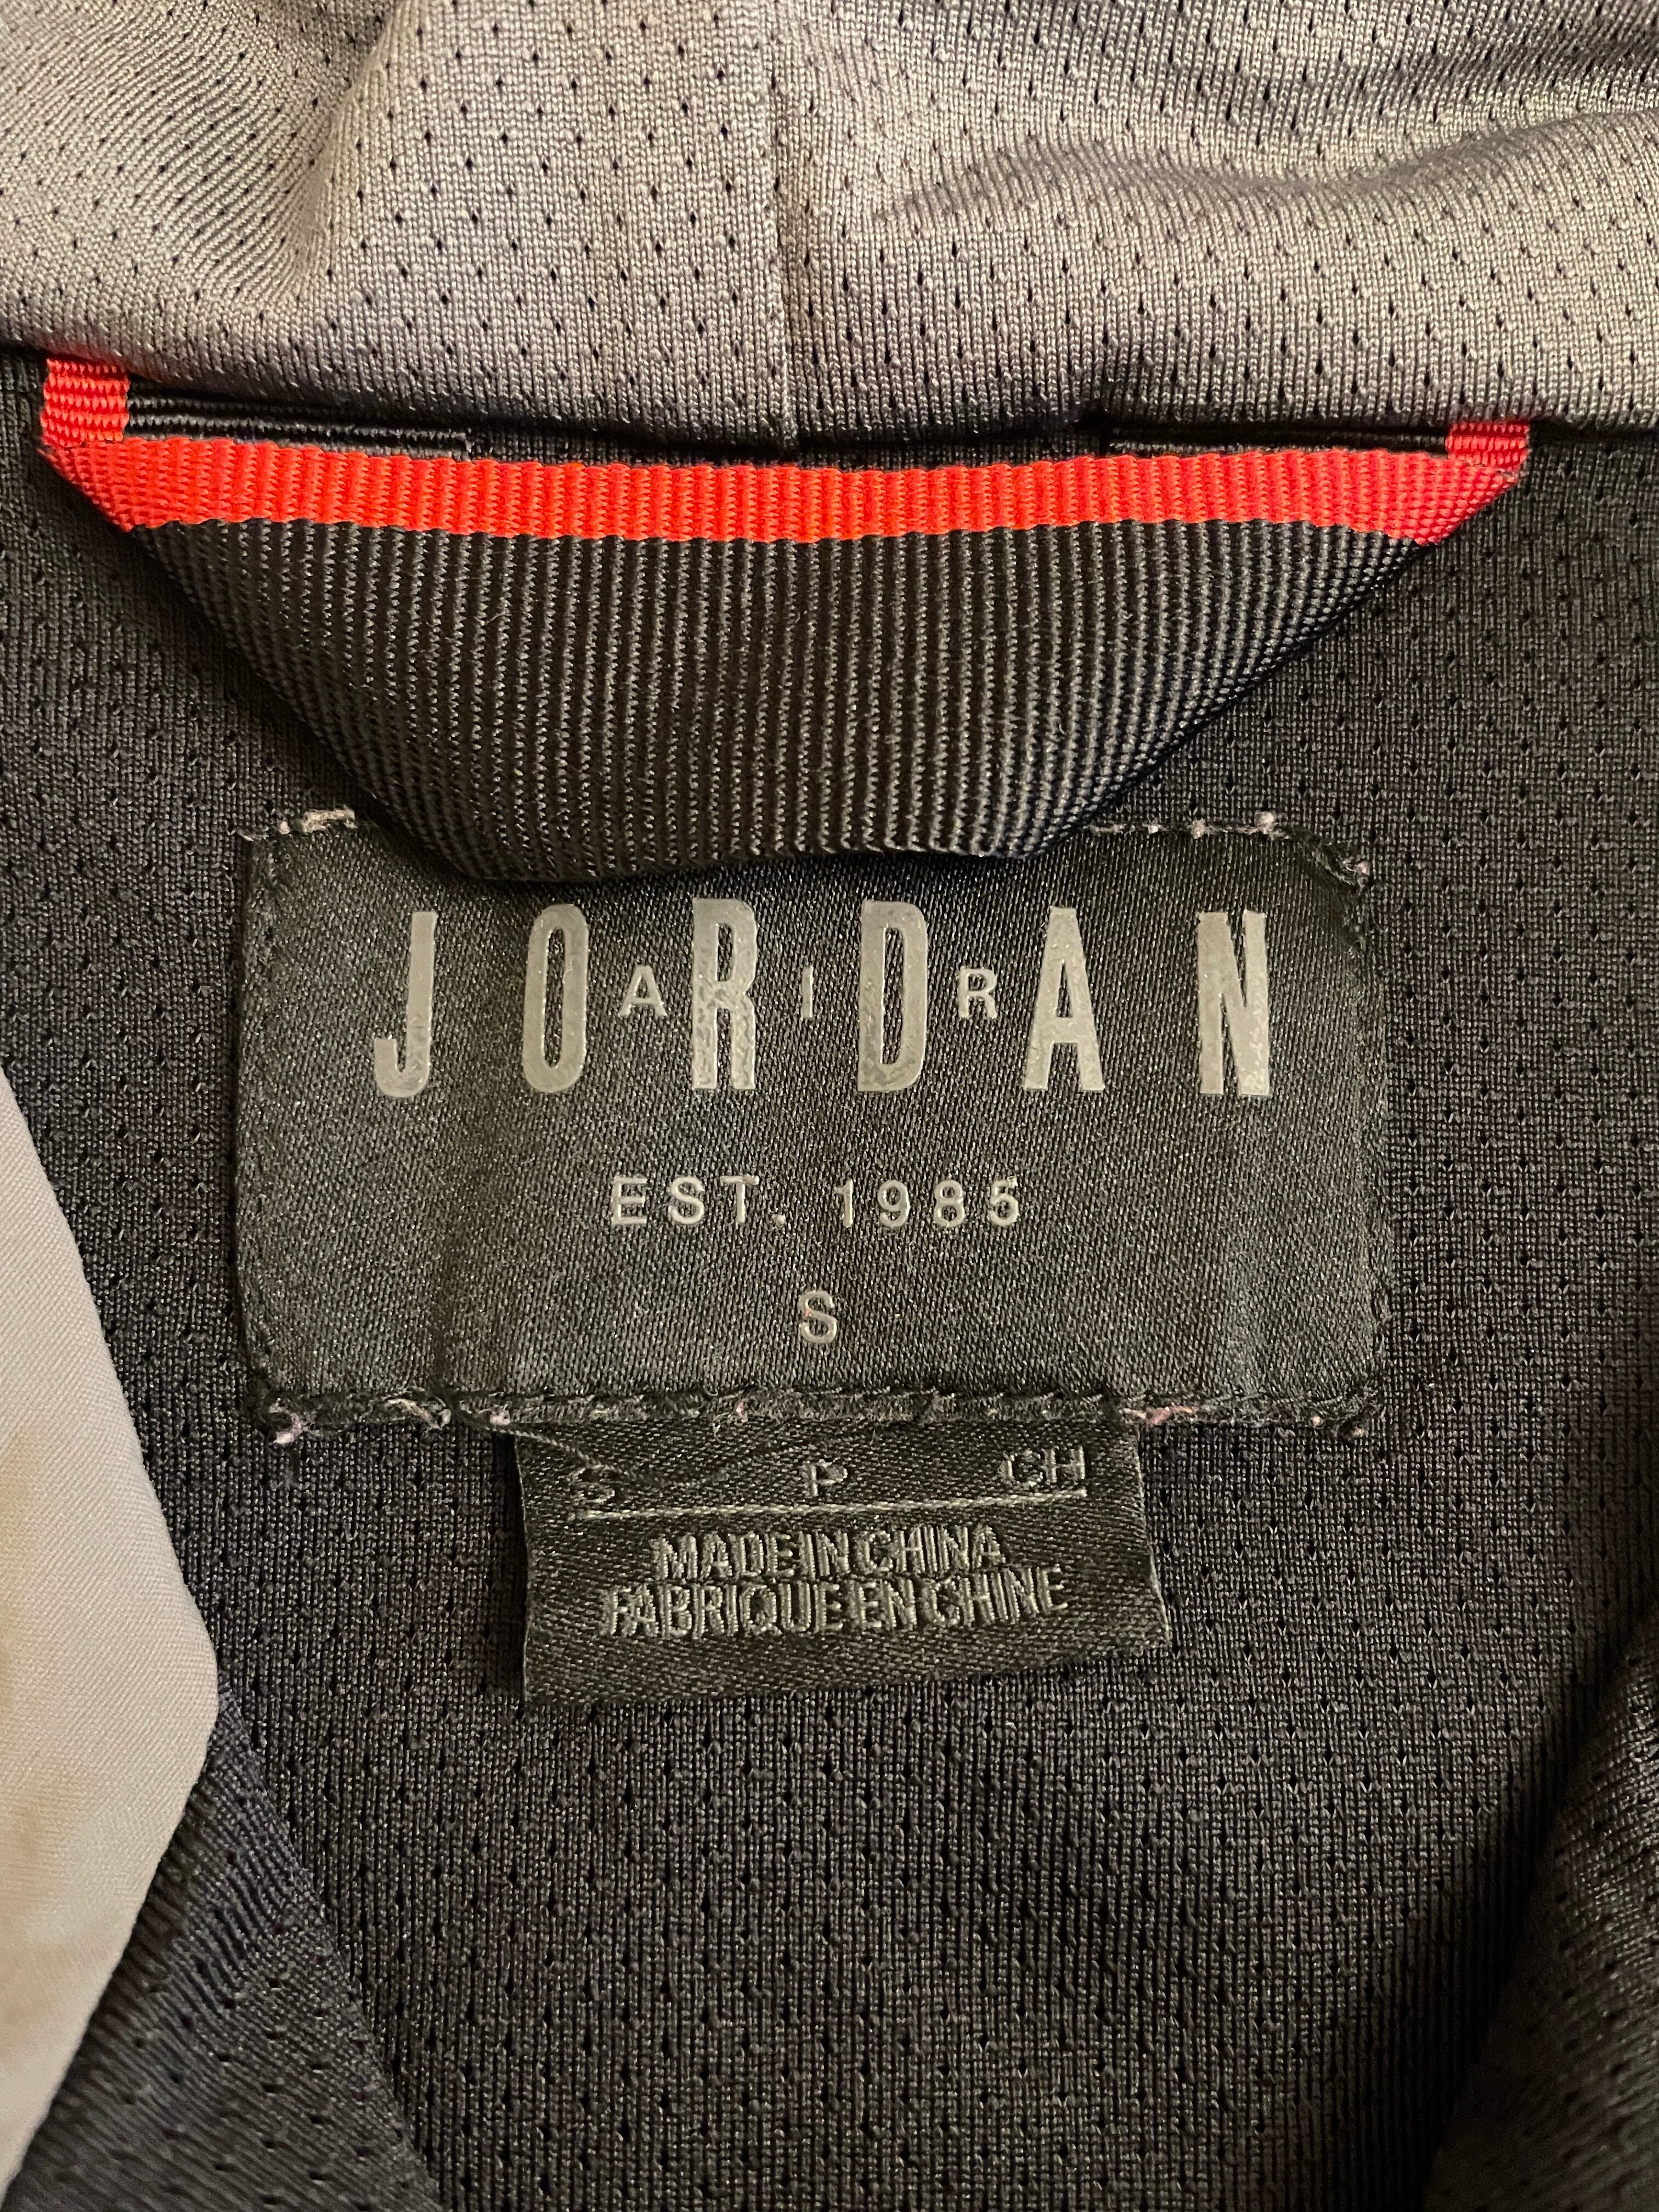 JORDAN
AIR
EST. 1985
S
S P CH
MADE IN CHINA
FABRIQUE EN CHINE